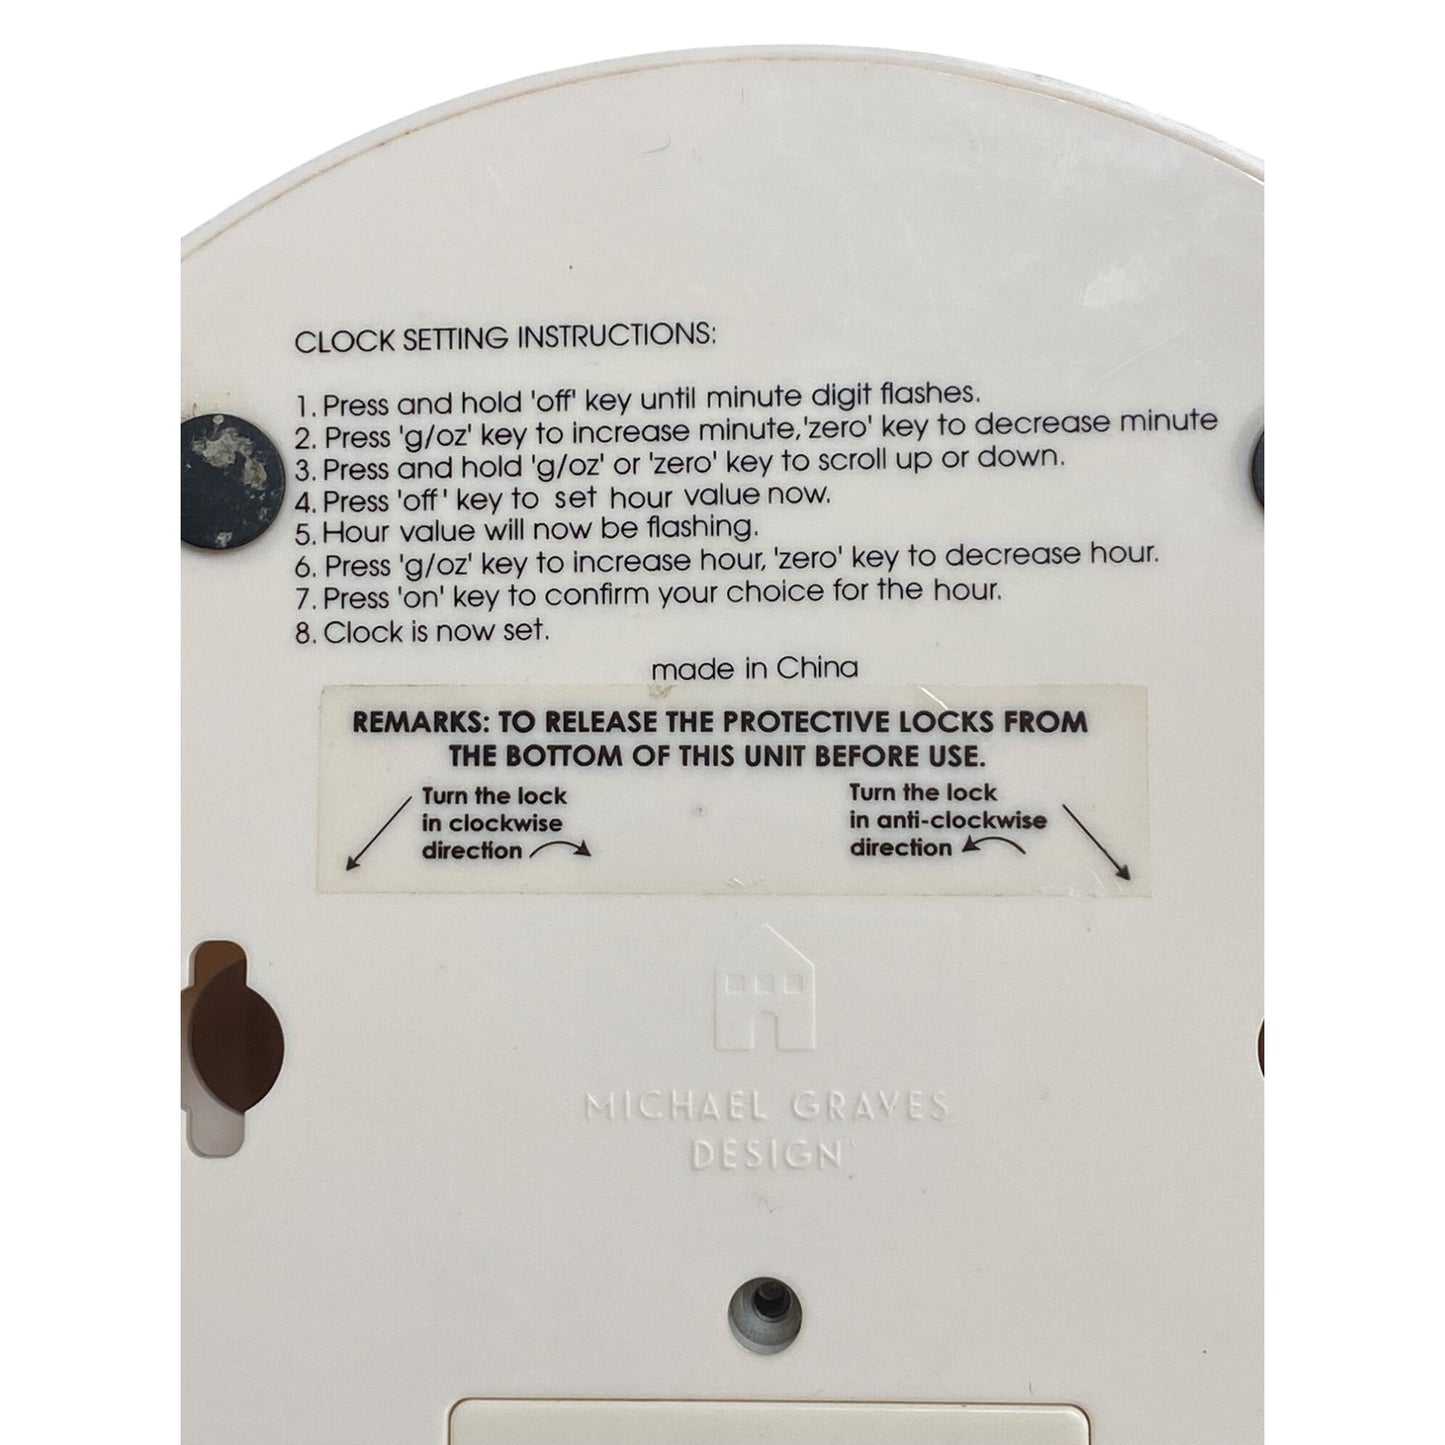 CLOCK SETTING INSTRUCTIONS:
1. Press and hold 'off' key until minute digit flashes.
2. Press 'g/oz' key to increase minute,'zero' key to decrease minute
3. Press and hold 'g/oz' or 'zero' key to scroll up or down.
4. Press 'off' key to set hour value now.
5. Hour value will now be flashing.
6. Press 'g/oz' key to increase hour, 'zero' key to decrease hour.
7. Press 'on' key to confirm your choice for the hour.
8. Clock is now set.
made in China
REMARKS: TO RELEASE THE PROTECTIVE LOCKS FROM
THE BOTTOM OF THIS UNIT BEFORE USE.
Turn the lock
in clockwise
direction
Turn the lock
in anti-clockwise
direction
MICHAEL GRAVES
DESIGN™